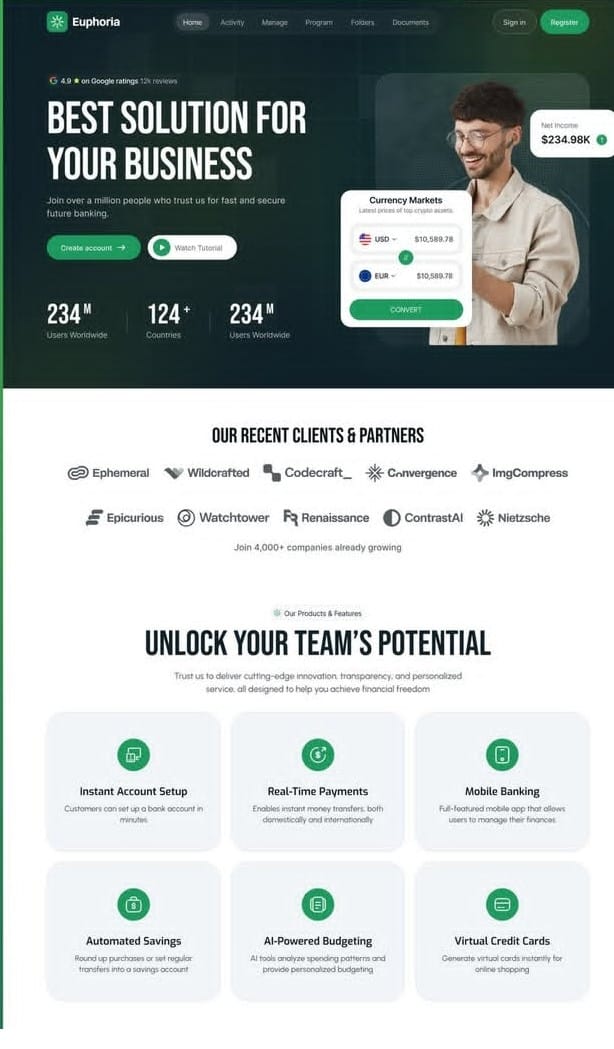 Euphoria
Home Activity Manage Program Folders Documents
Sign in Register
G 4.9 ★ on Google ratings 12k reviews
BEST SOLUTION FOR
YOUR BUSINESS
Join over a million people who trust us for fast and secure
future banking.
Create account → Watch Tutorial
234 M 124 + 234 M
Users Worldwide Countries Users Worldwide
Net Income
$234.98K
Currency Markets
Latest prices of top crypto assets.
USD $10,589.78
EUR $10,589.78
CONVERT
OUR RECENT CLIENTS & PARTNERS
Ephemeral Wildcrafted Codecraft_ Convergence ImgCompress
Epicurious Watchtower Renaissance ContrastAI Nietzsche
Join 4,000+ companies already growing
Our Products & Features
UNLOCK YOUR TEAM'S POTENTIAL
Trust us to deliver cutting-edge innovation, transparency, and personalized
service, all designed to help you achieve financial freedom
Instant Account Setup
Customers can set up a bank account in
minutes.
Real-Time Payments
Enables instant money transfers, both
domestically and internationally
Mobile Banking
Full-featured mobile app that allows
users to manage their finances.
Automated Savings
Round up purchases or set regular
transfers into a savings account
AI-Powered Budgeting
AI tools analyze spending patterns and
provide personalized budgeting
Virtual Credit Cards
Generate virtual cards instantly for
online shopping